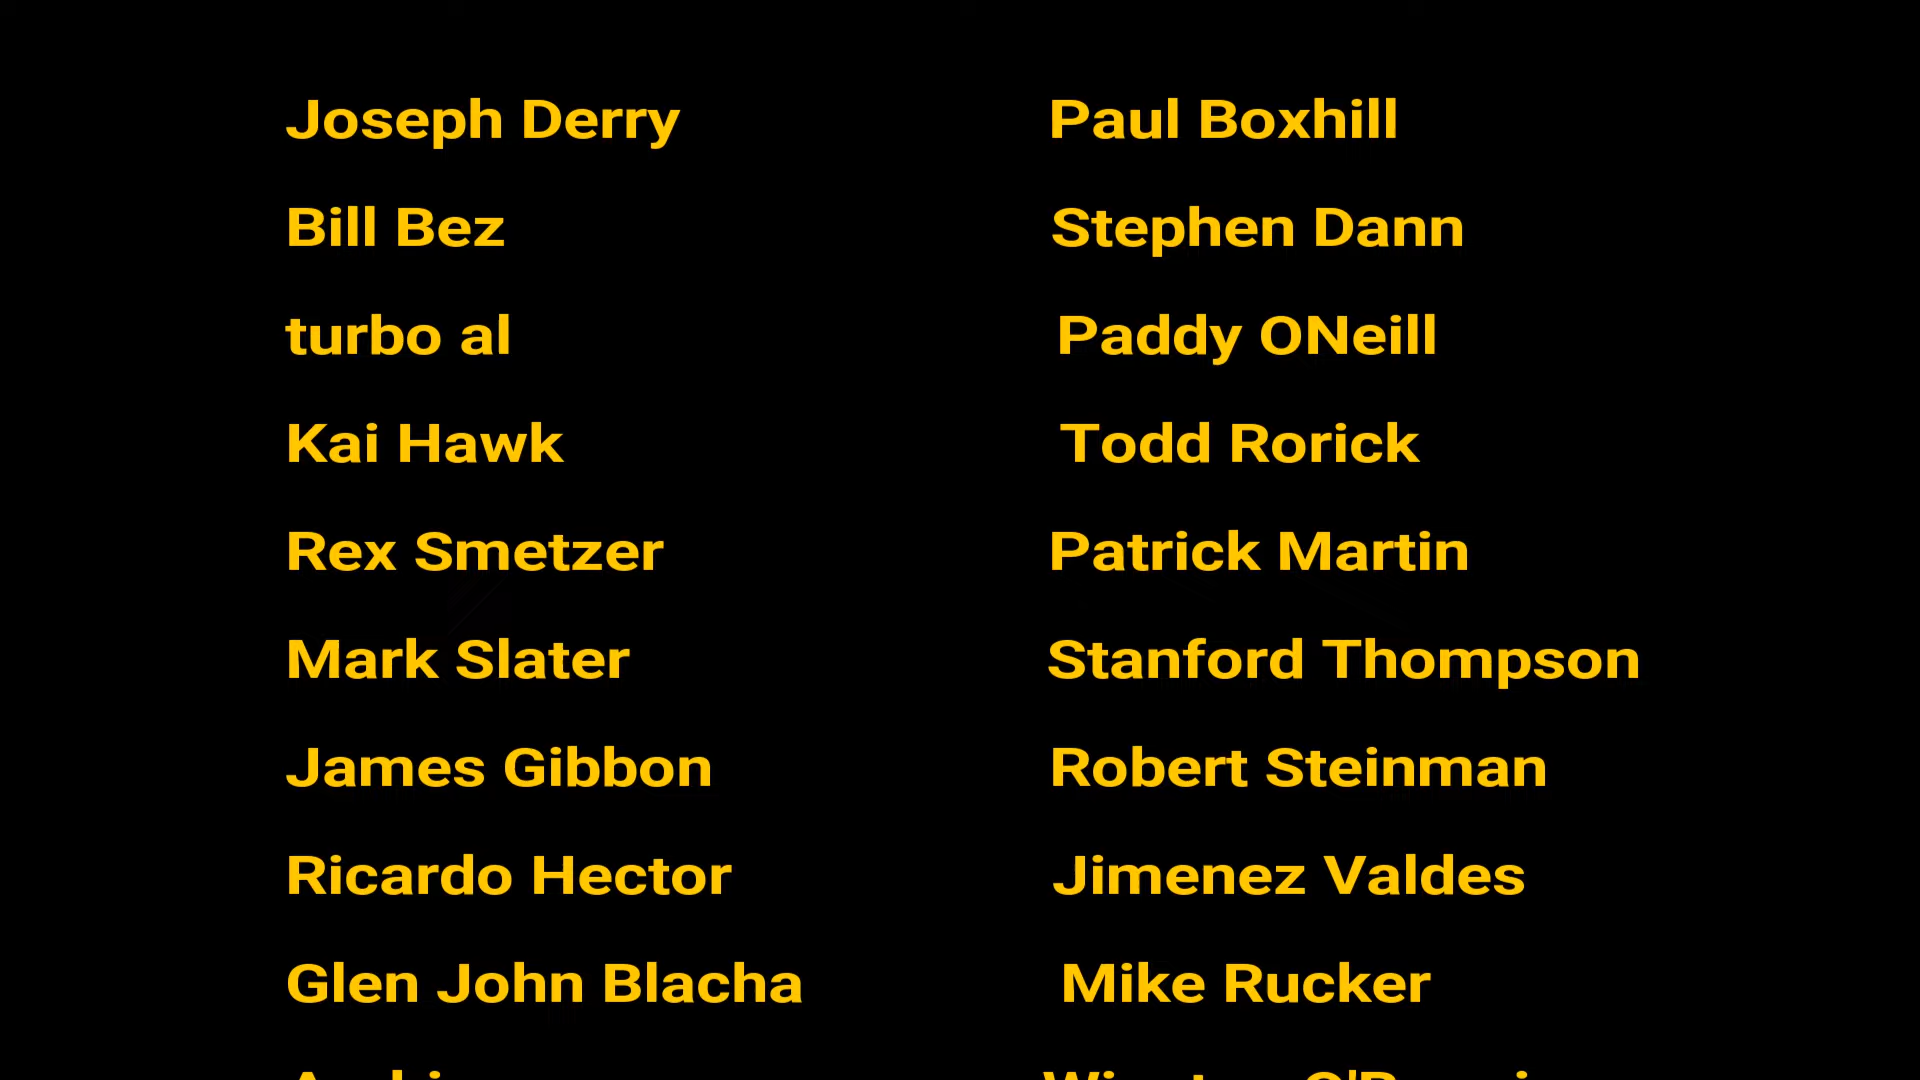 Joseph Derry
Paul Boxhill
Bill Bez
Stephen Dann
turbo al
Paddy ONeill
Kai Hawk
Todd Rorick
Rex Smetzer
Patrick Martin
Mark Slater
Stanford Thompson
James Gibbon
Robert Steinman
Ricardo Hector
Jimenez Valdes
Glen John Blacha
Mike Rucker